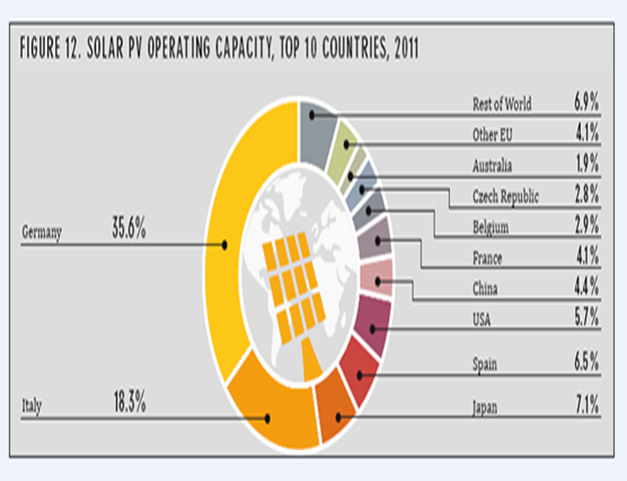 FIGURE 12. SOLAR PV OPERATING CAPACITY, TOP 10 COUNTRIES, 2011
Rest of World 6.9%
Other EU 4.1%
Australia 1.9%
Czech Republic 2.8%
Belgium 2.9%
France 4.1%
China 4.4%
USA 5.7%
Spain 6.5%
Japan 7.1%
Germany 35.6%
Italy 18.3%